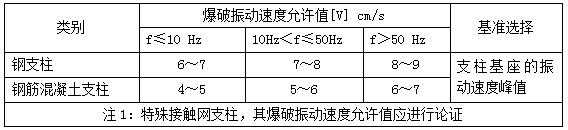 类别 爆破振动速度允许值[V] cm/s 基准选择
f≤10 Hz 10Hz<f≤50Hz f>50 Hz
钢支柱 6~7 7~8 8~9 支柱基座的振
动速度峰值
钢筋混凝土支柱 4~5 5~6 6~7
注1：特殊接触网支柱，其爆破振动速度允许值应进行论证